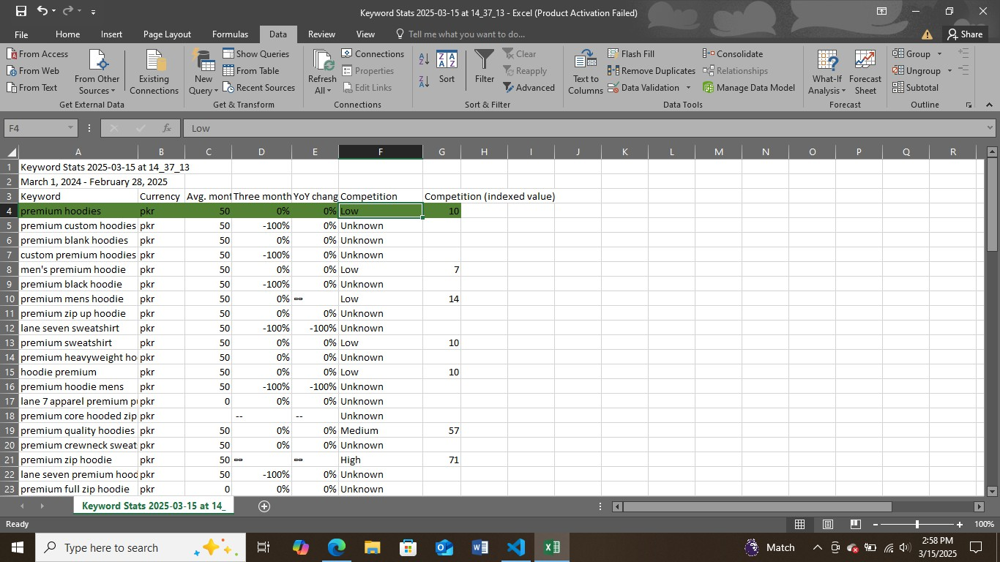 Keyword Stats 2025-03-15 at 14_37_13 - Excel (Product Activation Failed)
File Home Insert Page Layout Formulas Data Review View Tell me what you want to do... Share
From Access
From Web
From Text
From Other Sources
Existing Connections
Get External Data
New Query
Show Queries
From Table
Recent Sources
Get & Transform
Refresh All
Connections
Properties
Edit Links
Connections
Sort
Filter
Clear
Reapply
Advanced
Sort & Filter
Text to Columns
Flash Fill
Remove Duplicates
Data Validation
Consolidate
Relationships
Manage Data Model
Data Tools
What-If Analysis
Forecast Sheet
Forecast
Group
Ungroup
Subtotal
Outline
F4 fx Low
A B C D E F G H I J K L M N O P Q R
1 Keyword Stats 2025-03-15 at 14_37_13
2 March 1, 2024 - February 28, 2025
3 Keyword Currency Avg. mont Three month YoY chang Competition Competition (indexed value)
4 premium hoodies pkr 50 0% 0% Low 10
5 premium custom hoodies pkr 50 -100% 0% Unknown
6 premium blank hoodies pkr 50 0% 0% Unknown
7 custom premium hoodies pkr 50 -100% 0% Unknown
8 men's premium hoodie pkr 50 0% 0% Low 7
9 premium black hoodie pkr 50 -100% 0% Unknown
10 premium mens hoodie pkr 50 0% ∞ Low 14
11 premium zip up hoodie pkr 50 0% 0% Unknown
12 lane seven sweatshirt pkr 50 -100% -100% Unknown
13 premium sweatshirt pkr 50 0% 0% Low 10
14 premium heavyweight ho pkr 50 0% 0% Unknown
15 hoodie premium pkr 50 0% 0% Low 10
16 premium hoodie mens pkr 50 -100% -100% Unknown
17 lane 7 apparel premium p pkr 0 0% 0% Unknown
18 premium core hooded zip pkr -- -- Unknown
19 premium quality hoodies pkr 50 0% 0% Medium 57
20 premium crewneck sweat pkr 50 0% 0% Unknown
21 premium zip hoodie pkr 50 ∞ ∞ High 71
22 lane seven premium hood pkr 50 -100% 0% Unknown
23 premium full zip hoodie pkr 0 0% 0% Unknown
Keyword Stats 2025-03-15 at 14_
Ready 100%
Type here to search Match 2:58 PM
3/15/2025